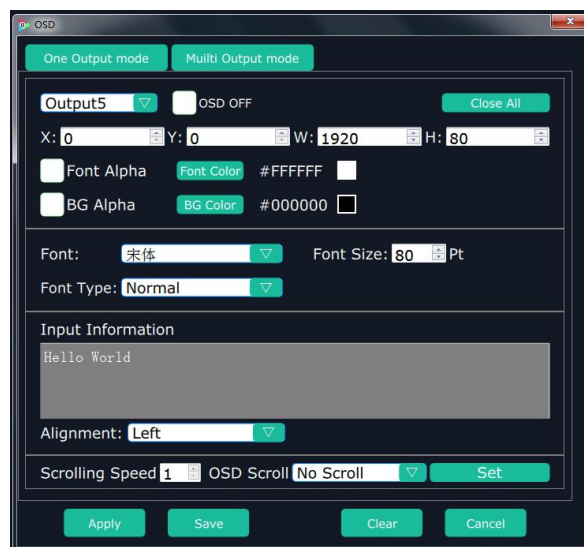 OSD
One Output mode Muilti Output mode
Output5 OSD OFF Close All
X: 0 Y: 0 W: 1920 H: 80
Font Alpha Font Color #FFFFFF
BG Alpha BG Color #000000
Font: 宋体 Font Size: 80 Pt
Font Type: Normal
Input Information
Hello World
Alignment: Left
Scrolling Speed 1 OSD Scroll No Scroll Set
Apply Save Clear Cancel